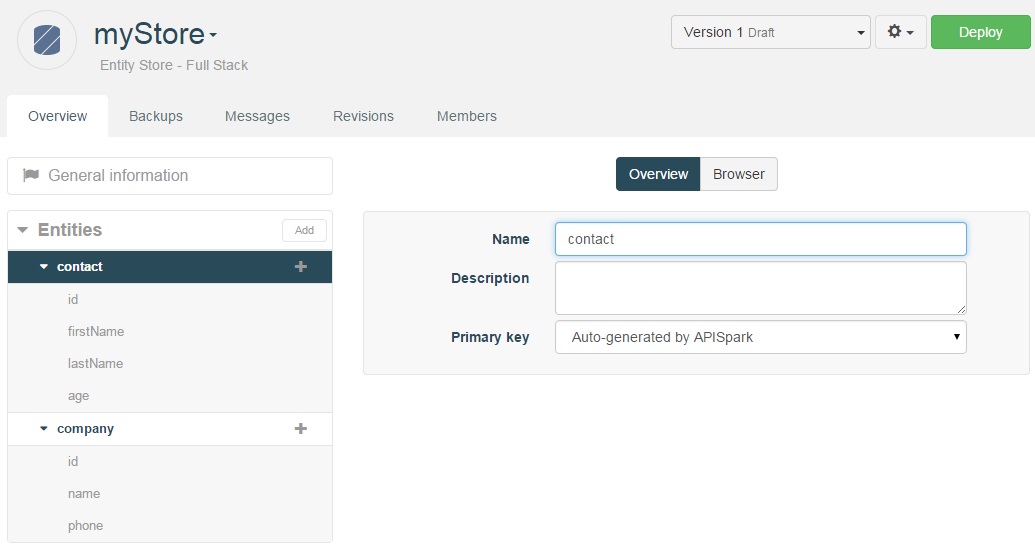 myStore
Version 1 Draft
Deploy
Entity Store - Full Stack
Overview Backups Messages Revisions Members
General information
Overview Browser
Entities Add
contact
id
firstName
lastName
age
company
id
name
phone
Name contact
Description
Primary key Auto-generated by APISpark